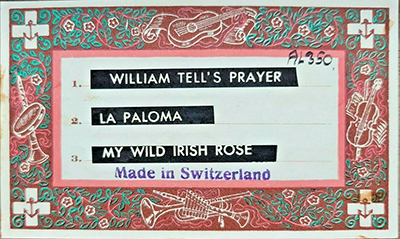 AL350
1. WILLIAM TELL'S PRAYER
2. LA PALOMA
3. MY WILD IRISH ROSE
Made in Switzerland